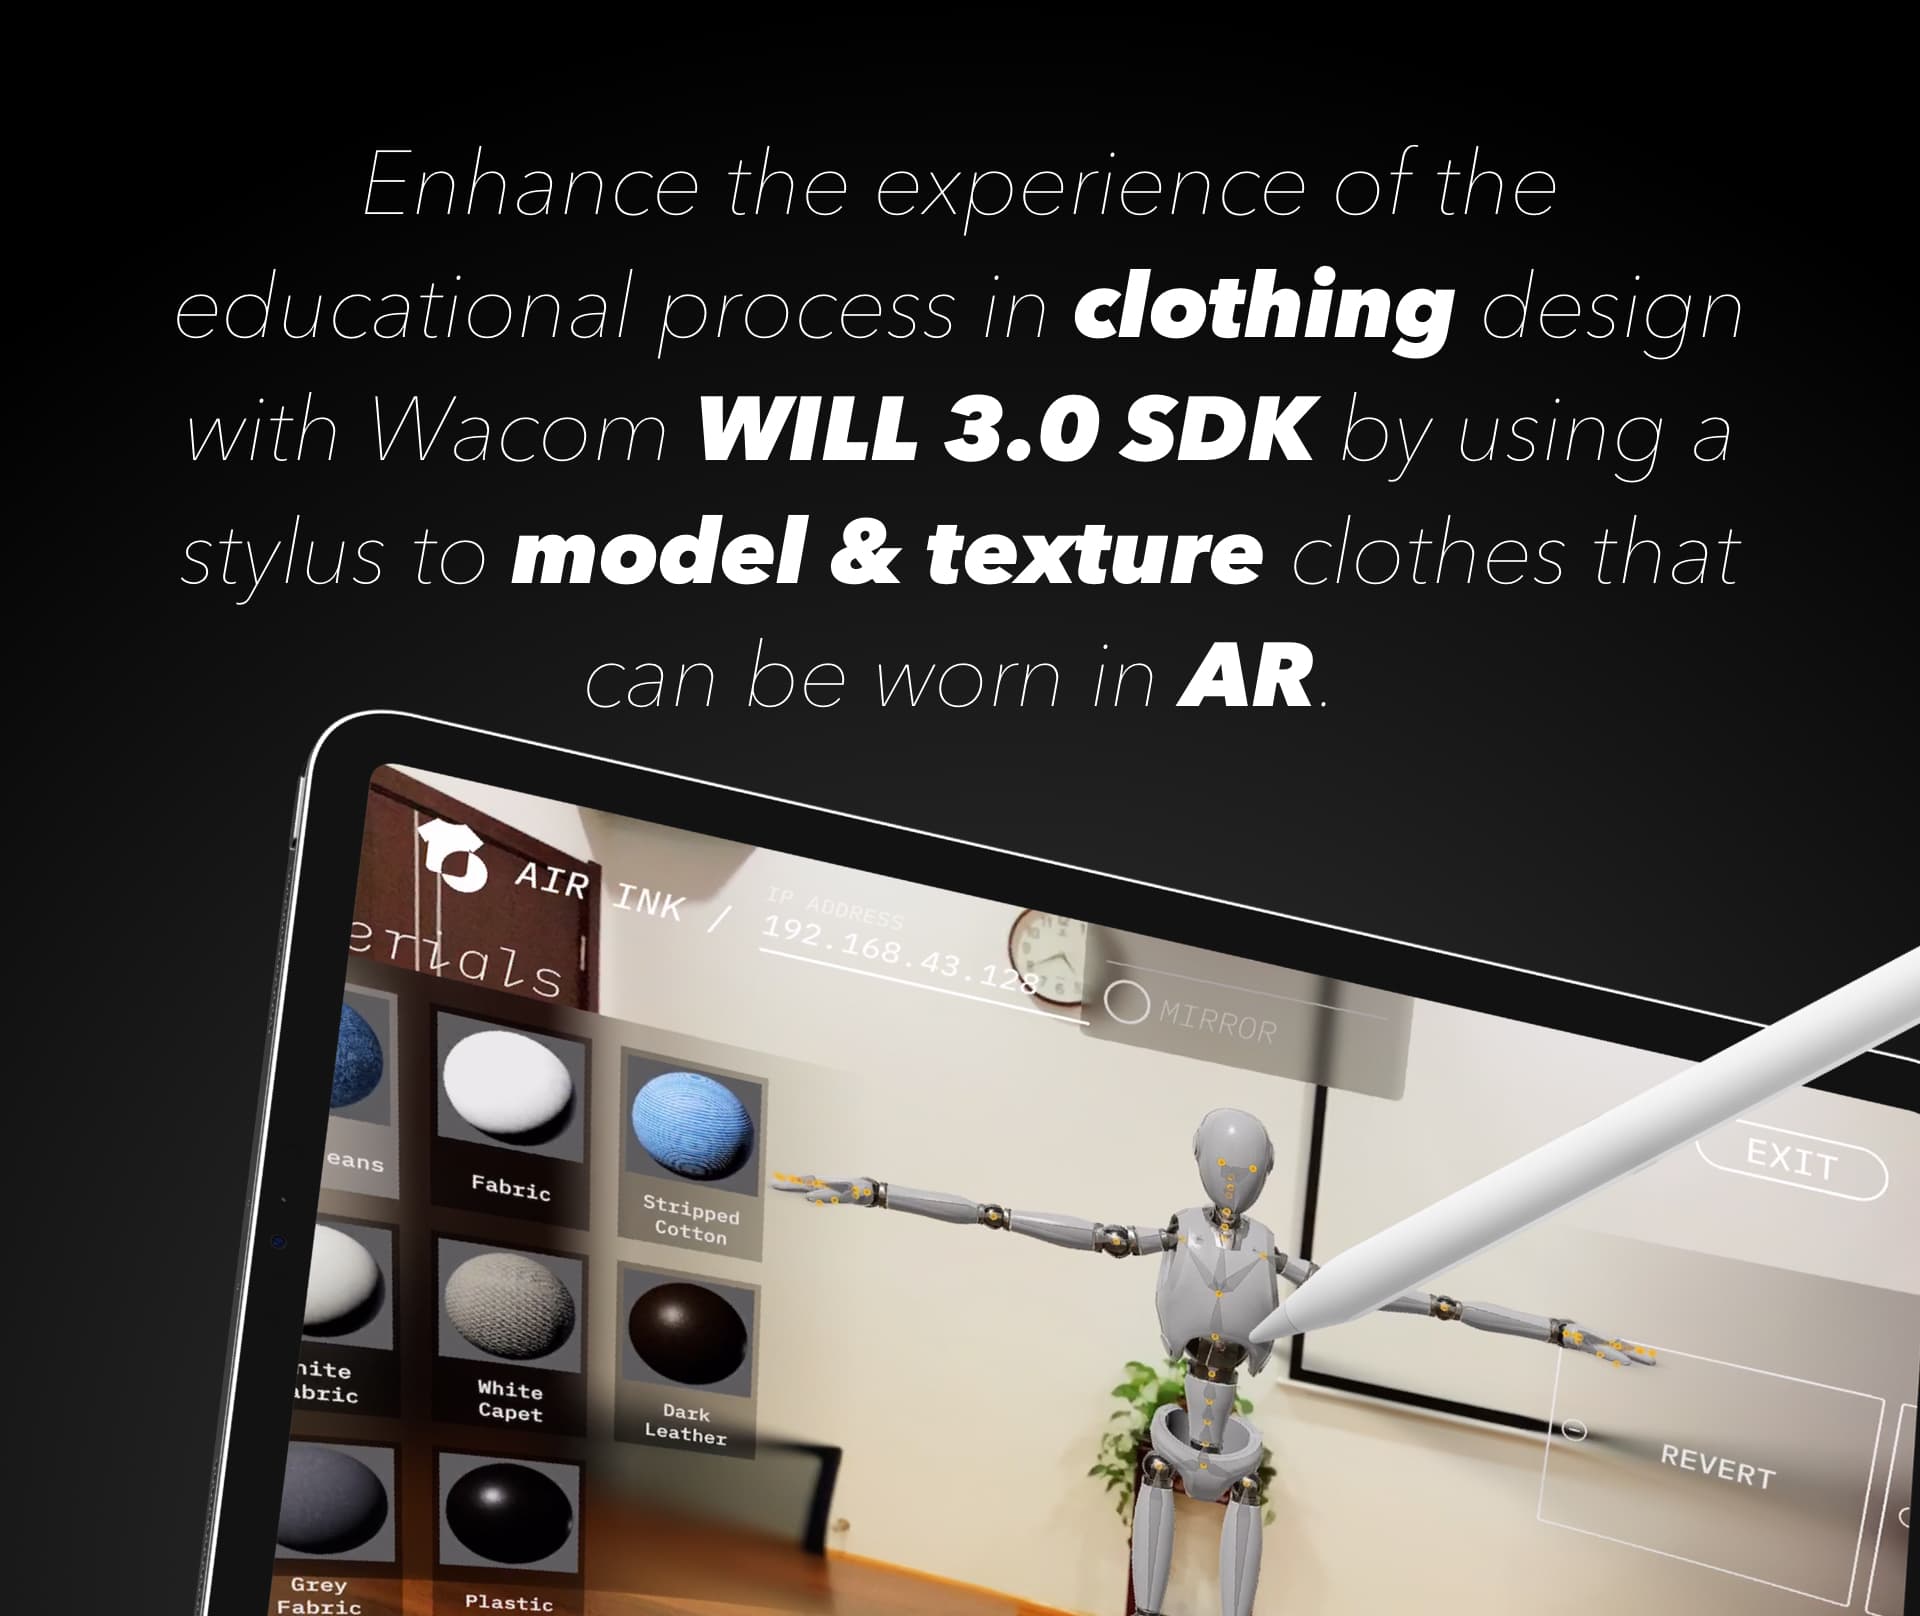 Enhance the experience of the
educational process in clothing design
with Wacom WILL 3.0 SDK by using a
stylus to model & texture clothes that
can be worn in AR.
AIR INK /
IP ADDRESS
192.168.43.128
MIRROR
EXIT
erials
eans
Fabric
Stripped
Cotton
hite
abric
White
Capet
Dark
Leather
Grey
Fabric
Plastic
REVERT